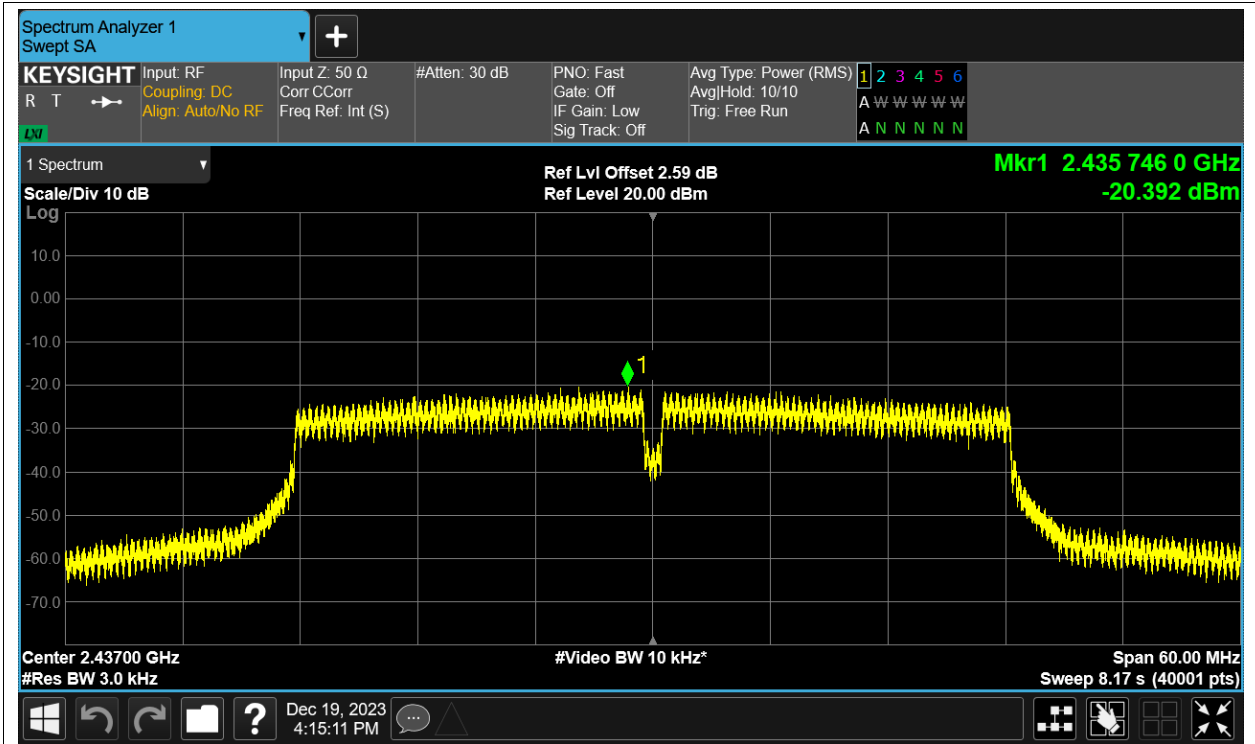 Spectrum Analyzer 1
Swept SA
+
KEYSIGHT
R T
LXI
Input: RF
Coupling: DC
Align: Auto/No RF
Input Z: 50 Ω
Corr CCorr
Freq Ref: Int (S)
#Atten: 30 dB
PNO: Fast
Gate: Off
IF Gain: Low
Sig Track: Off
Avg Type: Power (RMS)
Avg|Hold: 10/10
Trig: Free Run
1 2 3 4 5 6
A W W W W W
A N N N N N
1 Spectrum
Scale/Div 10 dB
Log
Ref Lvl Offset 2.59 dB
Ref Level 20.00 dBm
Mkr1 2.435 746 0 GHz
-20.392 dBm
10.0
0.00
-10.0
-20.0
-30.0
-40.0
-50.0
-60.0
-70.0
1
Center 2.43700 GHz
#Res BW 3.0 kHz
#Video BW 10 kHz*
Span 60.00 MHz
Sweep 8.17 s (40001 pts)
?
Dec 19, 2023
4:15:11 PM